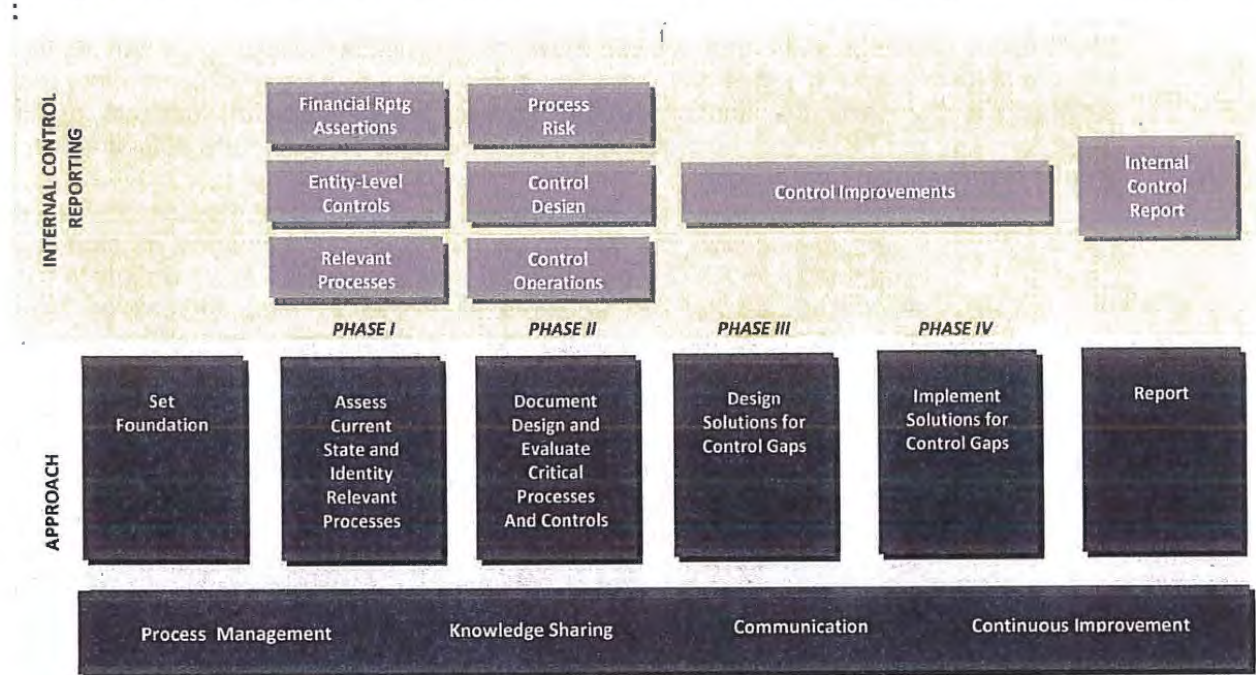 INTERNAL CONTROL
REPORTING
Financial Rptg
Assertions
Process
Risk
Entity-Level
Controls
Control
Design
Control Improvements
Internal
Control
Report
Relevant
Processes
Control
Operations
PHASE I
PHASE II
PHASE III
PHASE IV
APPROACH
Set
Foundation
Assess
Current
State and
Identity
Relevant
Processes
Document
Design and
Evaluate
Critical
Processes
And Controls
Design
Solutions for
Control Gaps
Implement
Solutions for
Control Gaps
Report
Process Management
Knowledge Sharing
Communication
Continuous Improvement